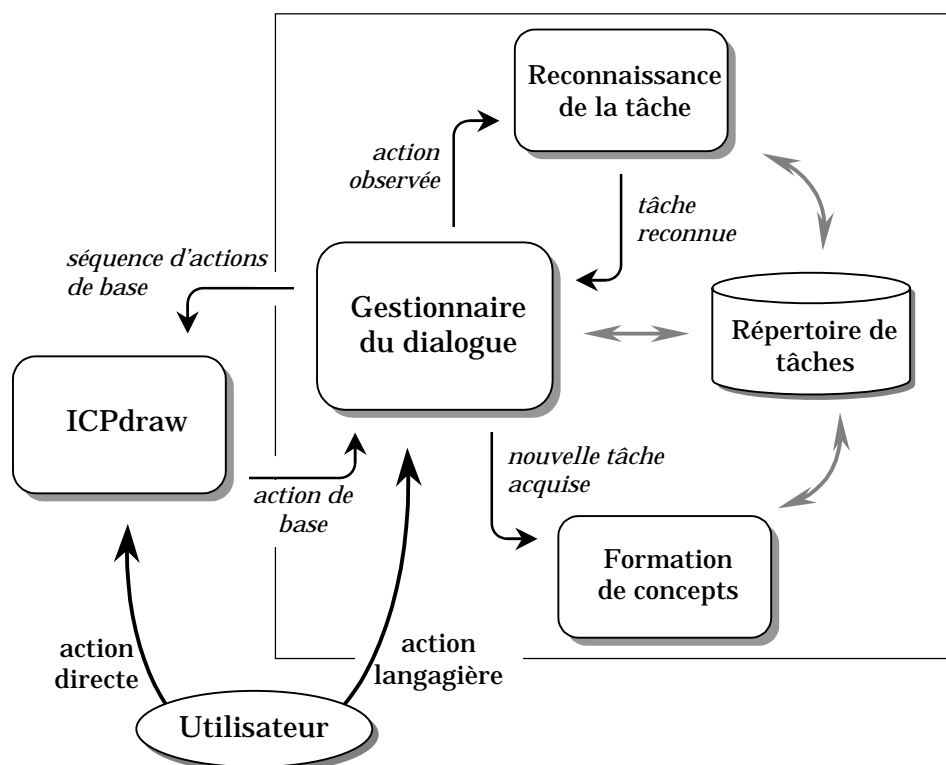 Reconnaissance
de la tâche
action
observée
tâche
reconnue
séquence d'actions
de base
Gestionnaire
du dialogue
Répertoire de
tâches
ICPdraw
action de
base
nouvelle tâche
acquise
Formation
de concepts
action
directe
action
langagière
Utilisateur